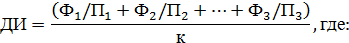 ДИ = (Ф₁/П₁ + Ф₂/П₂ + ⋯ + Ф₃/П₃) / к, где: